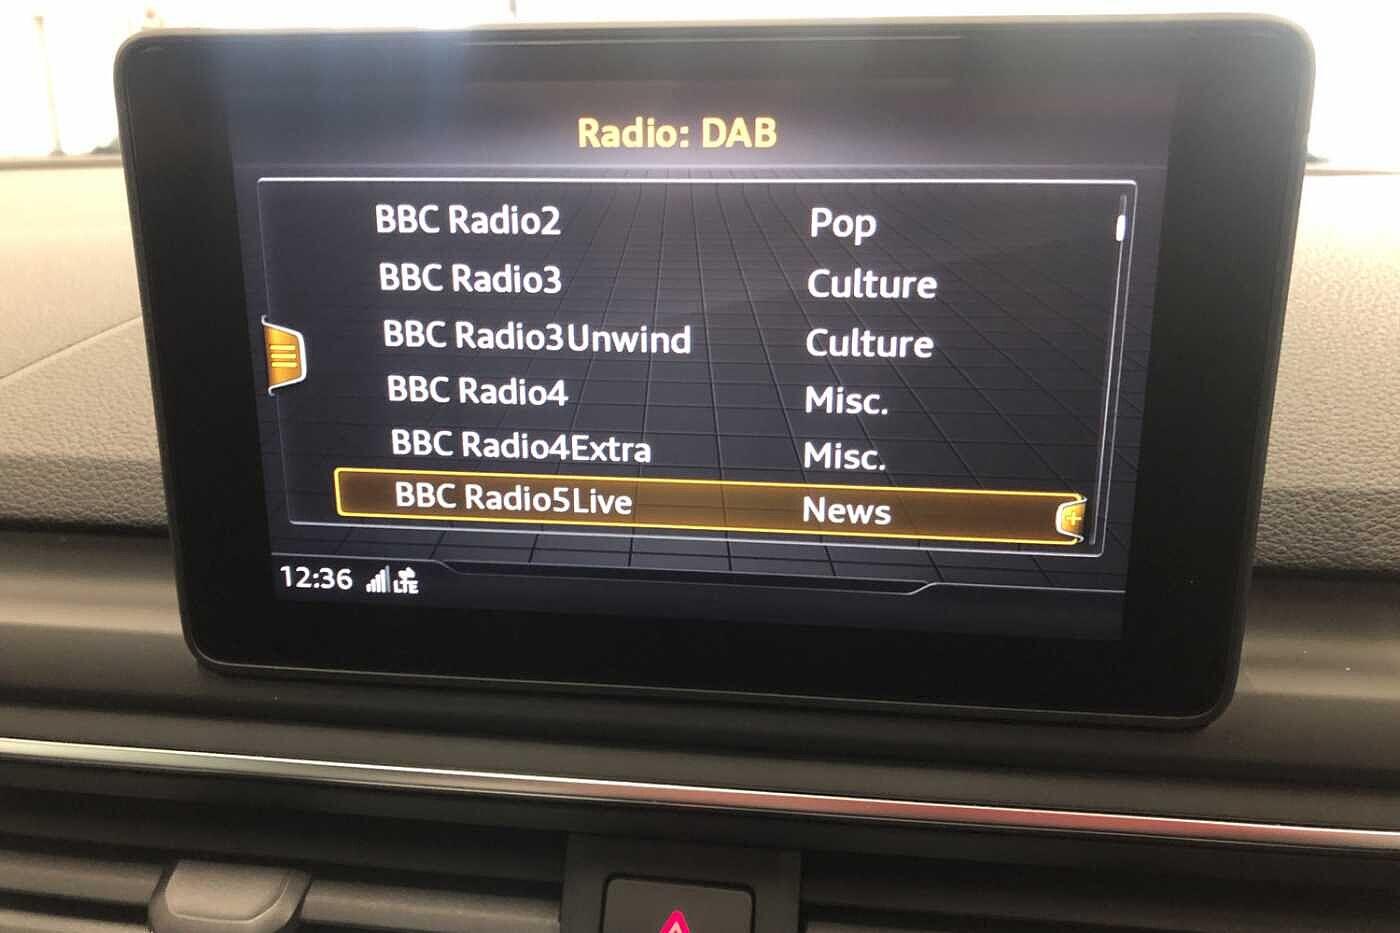 Radio: DAB
BBC Radio2 Pop
BBC Radio3 Culture
BBC Radio3Unwind Culture
BBC Radio4 Misc.
BBC Radio4Extra Misc.
BBC Radio5Live News
12:36 LTE